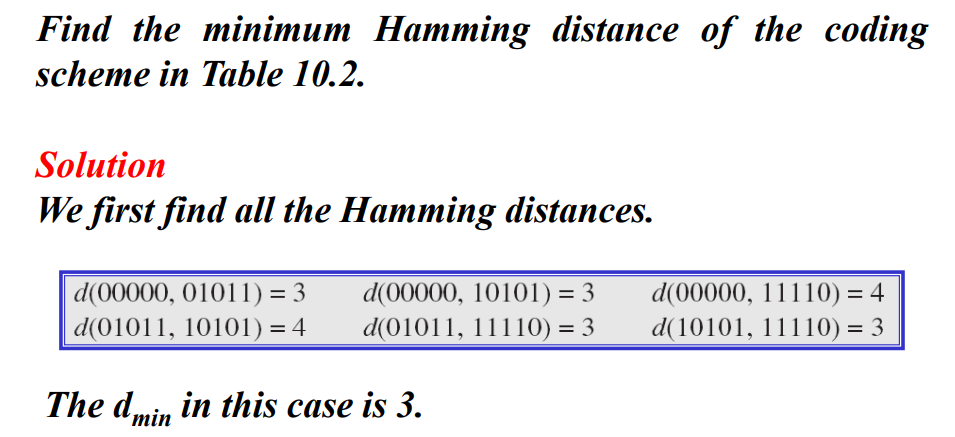 Find the minimum Hamming distance of the coding
scheme in Table 10.2.
Solution
We first find all the Hamming distances.
d(00000, 01011) = 3 d(00000, 10101) = 3 d(00000, 11110) = 4
d(01011, 10101) = 4 d(01011, 11110) = 3 d(10101, 11110) = 3
The dmin in this case is 3.